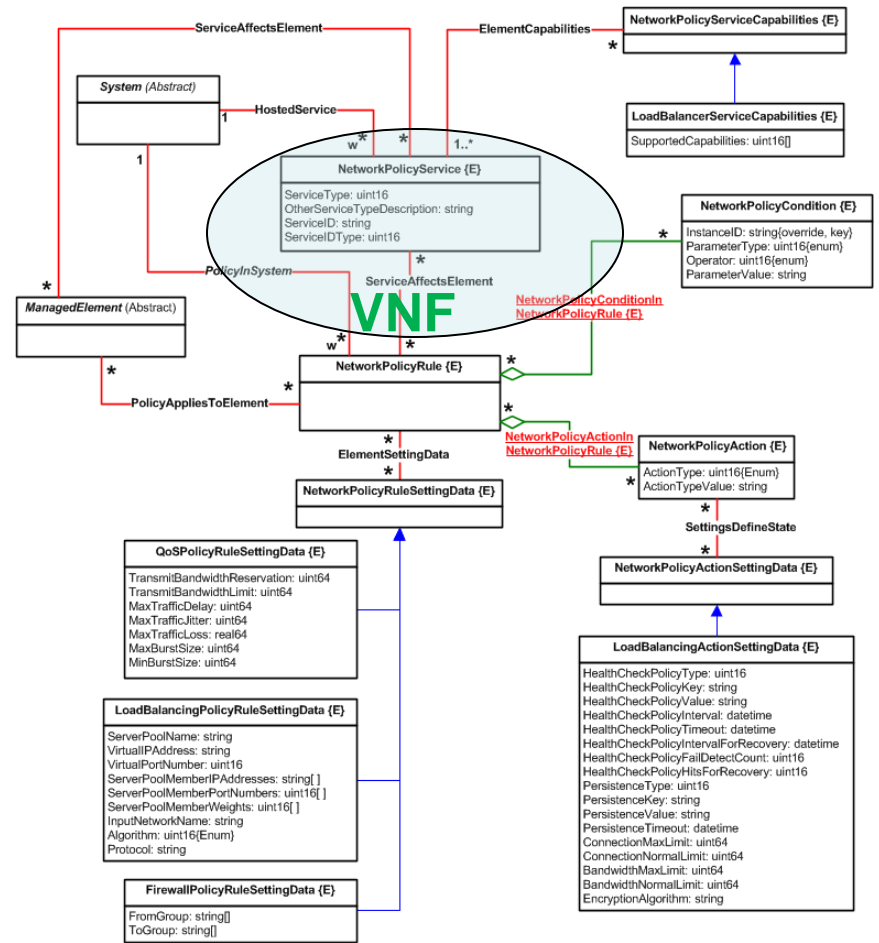 NetworkPolicyServiceCapabilities {E}
ServiceAffectsElement
ElementCapabilities
*
*
System (Abstract)
HostedService
1
1
w*
*
1..*
LoadBalancerServiceCapabilities {E}
SupportedCapabilities: uint16[]
NetworkPolicyService {E}
ServiceType: uint16
OtherServiceTypeDescription: string
ServiceID: string
ServiceIDType: uint16
NetworkPolicyCondition {E}
InstanceID: string{override, key}
ParameterType: uint16{enum}
Operator: uint16{enum}
ParameterValue: string
*
*
PolicyInSystem
ServiceAffectsElement
VNF
NetworkPolicyConditionIn
NetworkPolicyRule {E}
*
ManagedElement (Abstract)
w*
*
*
NetworkPolicyRule {E}
*
*
PolicyAppliesToElement
*
NetworkPolicyActionIn
NetworkPolicyRule {E}
*
NetworkPolicyAction {E}
ActionType: uint16{Enum}
ActionTypeValue: string
*
ElementSettingData
*
NetworkPolicyRuleSettingData {E}
*
SettingsDefineState
*
NetworkPolicyActionSettingData {E}
QoSPolicyRuleSettingData {E}
TransmitBandwidthReservation: uint64
TransmitBandwidthLimit: uint64
MaxTrafficDelay: uint64
MaxTrafficJitter: uint64
MaxTrafficLoss: real64
MaxBurstSize: uint64
MinBurstSize: uint64
LoadBalancingActionSettingData {E}
HealthCheckPolicyType: uint16
HealthCheckPolicyKey: string
HealthCheckPolicyValue: string
HealthCheckPolicyInterval: datetime
HealthCheckPolicyTimeout: datetime
HealthCheckPolicyIntervalForRecovery: datetime
HealthCheckPolicyFailDetectCount: uint16
HealthCheckPolicyHitsForRecovery: uint16
PersistenceType: uint16
PersistenceKey: string
PersistenceValue: string
PersistenceTimeout: datetime
ConnectionMaxLimit: uint64
ConnectionNormalLimit: uint64
BandwidthMaxLimit: uint64
BandwidthNormalLimit: uint64
EncryptionAlgorithm: string
LoadBalancingPolicyRuleSettingData {E}
ServerPoolName: string
VirtualIPAddress: string
VirtualPortNumber: uint16
ServerPoolMemberIPAddresses: string[ ]
ServerPoolMemberPortNumbers: uint16[ ]
ServerPoolMemberWeights: uint16[ ]
InputNetworkName: string
Algorithm: uint16{Enum}
Protocol: string
FirewallPolicyRuleSettingData {E}
FromGroup: string[]
ToGroup: string[]